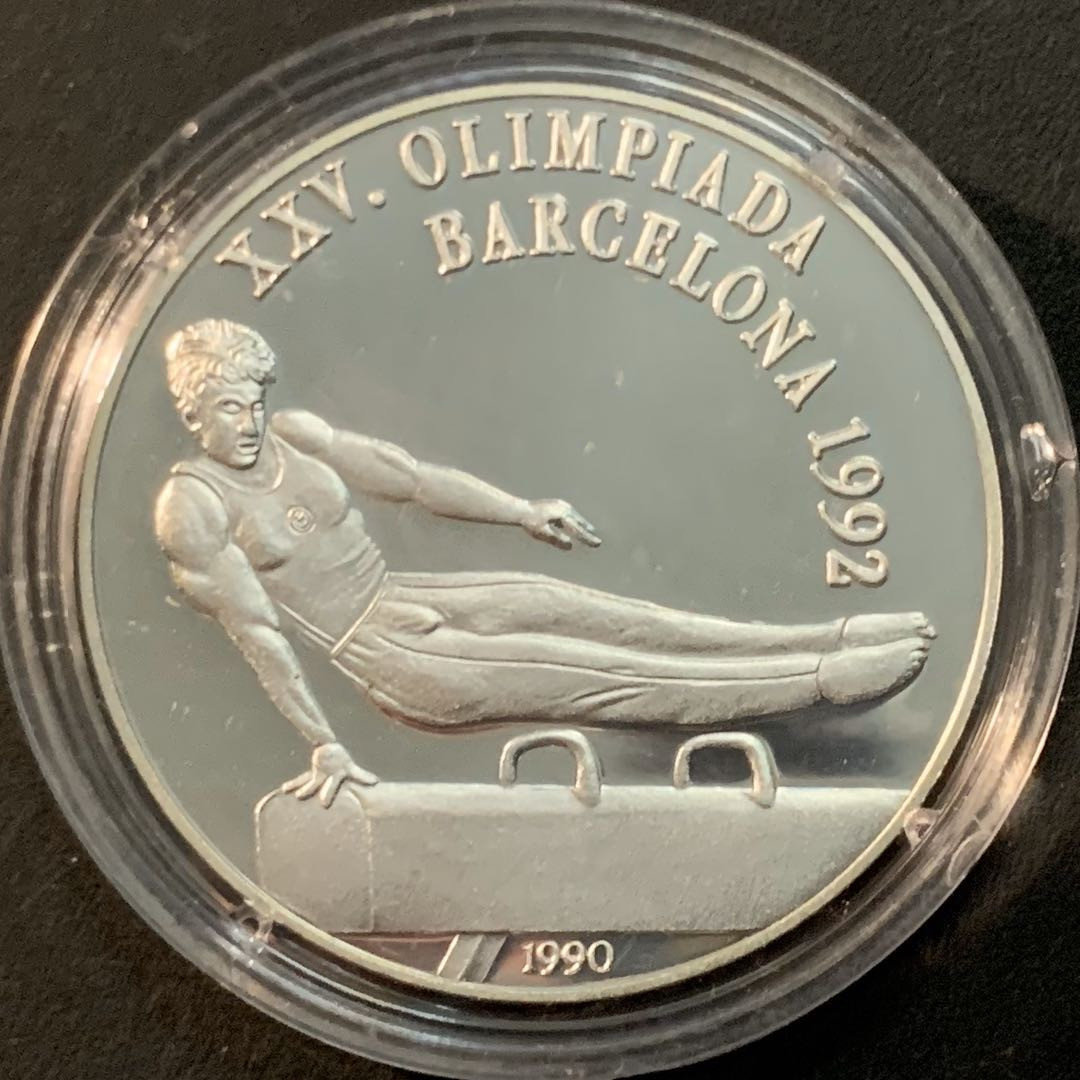 XXV. OLIMPIADA
BARCELONA 1992
1990